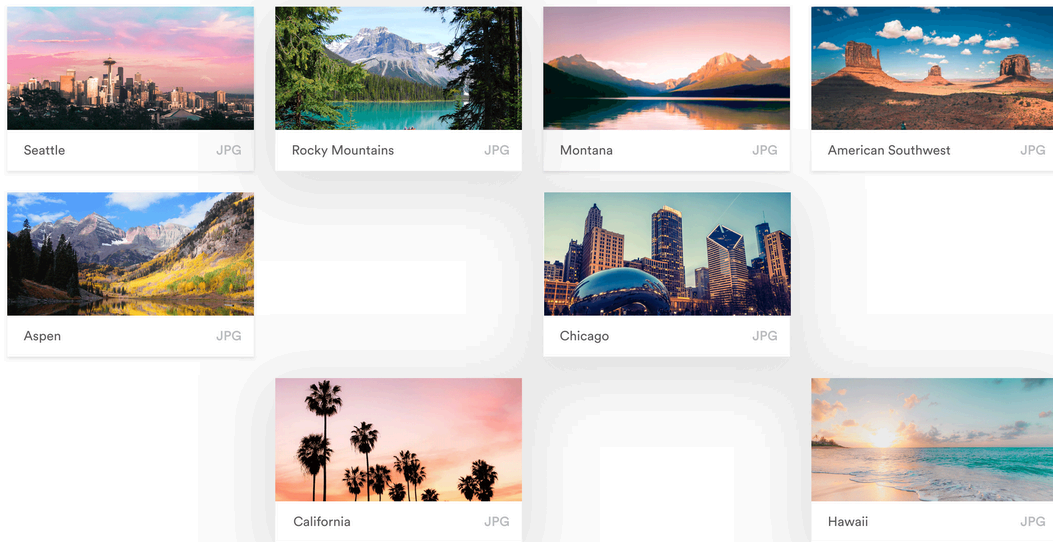 Seattle JPG
Rocky Mountains JPG
Montana JPG
American Southwest JPG
Aspen JPG
Chicago JPG
California JPG
Hawaii JPG